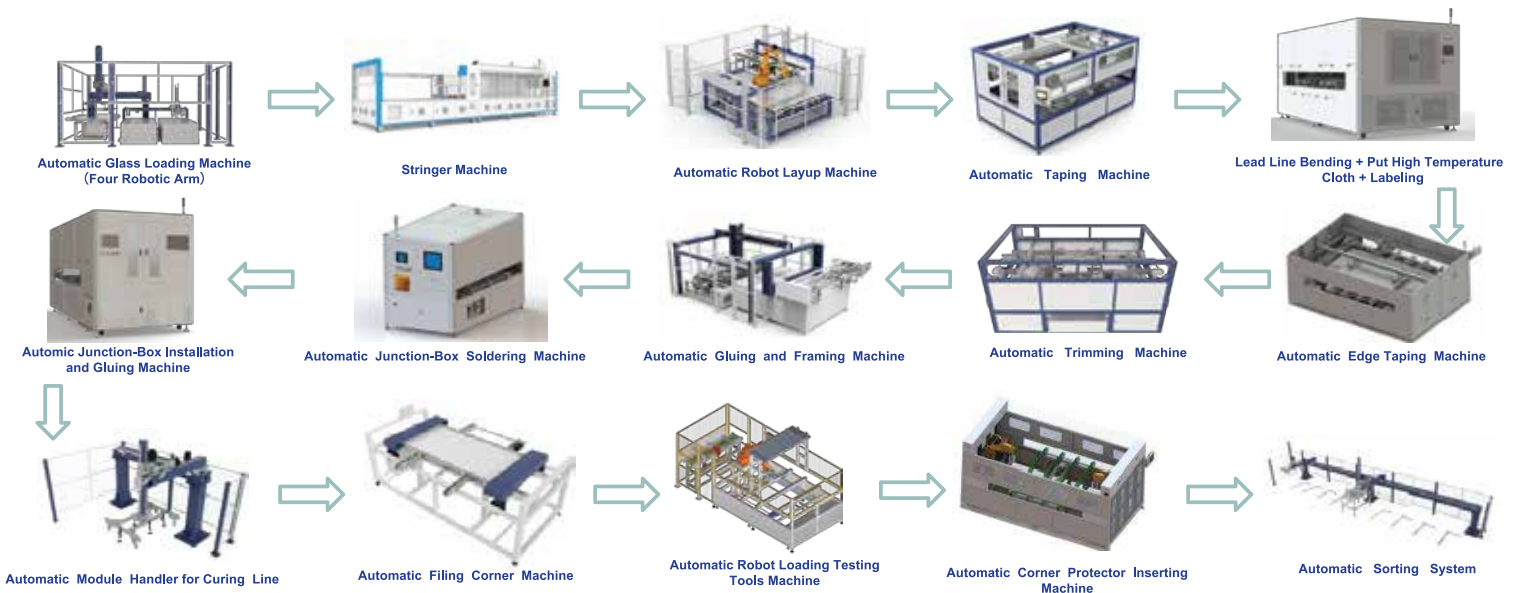 Automatic Glass Loading Machine
(Four Robotic Arm)
Stringer Machine
Automatic Robot Layup Machine
Automatic Taping Machine
Lead Line Bending + Put High Temperature
Cloth + Labeling
Automic Junction-Box Installation
and Gluing Machine
Automatic Junction-Box Soldering Machine
Automatic Gluing and Framing Machine
Automatic Trimming Machine
Automatic Edge Taping Machine
Automatic Module Handler for Curing Line
Automatic Filing Corner Machine
Automatic Robot Loading Testing
Tools Machine
Automatic Corner Protector Inserting
Machine
Automatic Sorting System